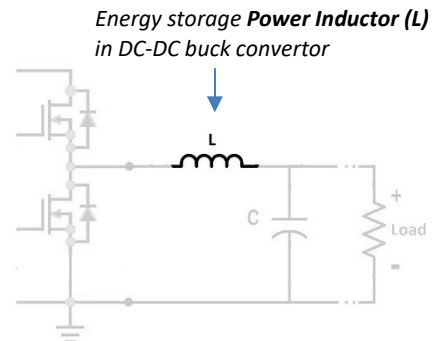 Energy storage Power Inductor (L)
in DC-DC buck convertor
L
C
+
Load
-